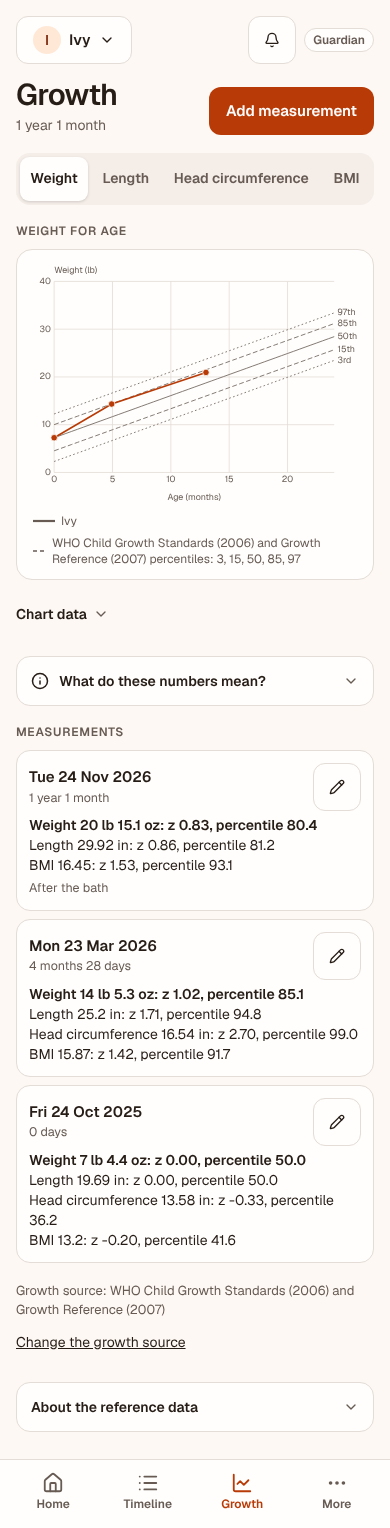 I Ivy
Guardian
Growth
1 year 1 month
Add measurement
Weight Length Head circumference BMI
WEIGHT FOR AGE
Weight (lb)
40
30
20
10
0
97th
85th
50th
15th
3rd
0 5 10 15 20
Age (months)
Ivy
WHO Child Growth Standards (2006) and Growth
Reference (2007) percentiles: 3, 15, 50, 85, 97
Chart data
What do these numbers mean?
MEASUREMENTS
Tue 24 Nov 2026
1 year 1 month
Weight 20 lb 15.1 oz: z 0.83, percentile 80.4
Length 29.92 in: z 0.86, percentile 81.2
BMI 16.45: z 1.53, percentile 93.1
After the bath
Mon 23 Mar 2026
4 months 28 days
Weight 14 lb 5.3 oz: z 1.02, percentile 85.1
Length 25.2 in: z 1.71, percentile 94.8
Head circumference 16.54 in: z 2.70, percentile 99.0
BMI 15.87: z 1.42, percentile 91.7
Fri 24 Oct 2025
0 days
Weight 7 lb 4.4 oz: z 0.00, percentile 50.0
Length 19.69 in: z 0.00, percentile 50.0
Head circumference 13.58 in: z -0.33, percentile
36.2
BMI 13.2: z -0.20, percentile 41.6
Growth source: WHO Child Growth Standards (2006) and
Growth Reference (2007)
Change the growth source
About the reference data
Home Timeline Growth More